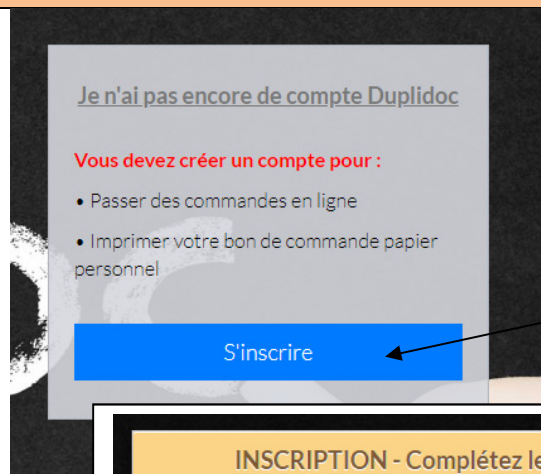 Je n'ai pas encore de compte Duplidoc
Vous devez créer un compte pour :
• Passer des commandes en ligne
• Imprimer votre bon de commande papier
personnel
S'inscrire
INSCRIPTION - Complétez le